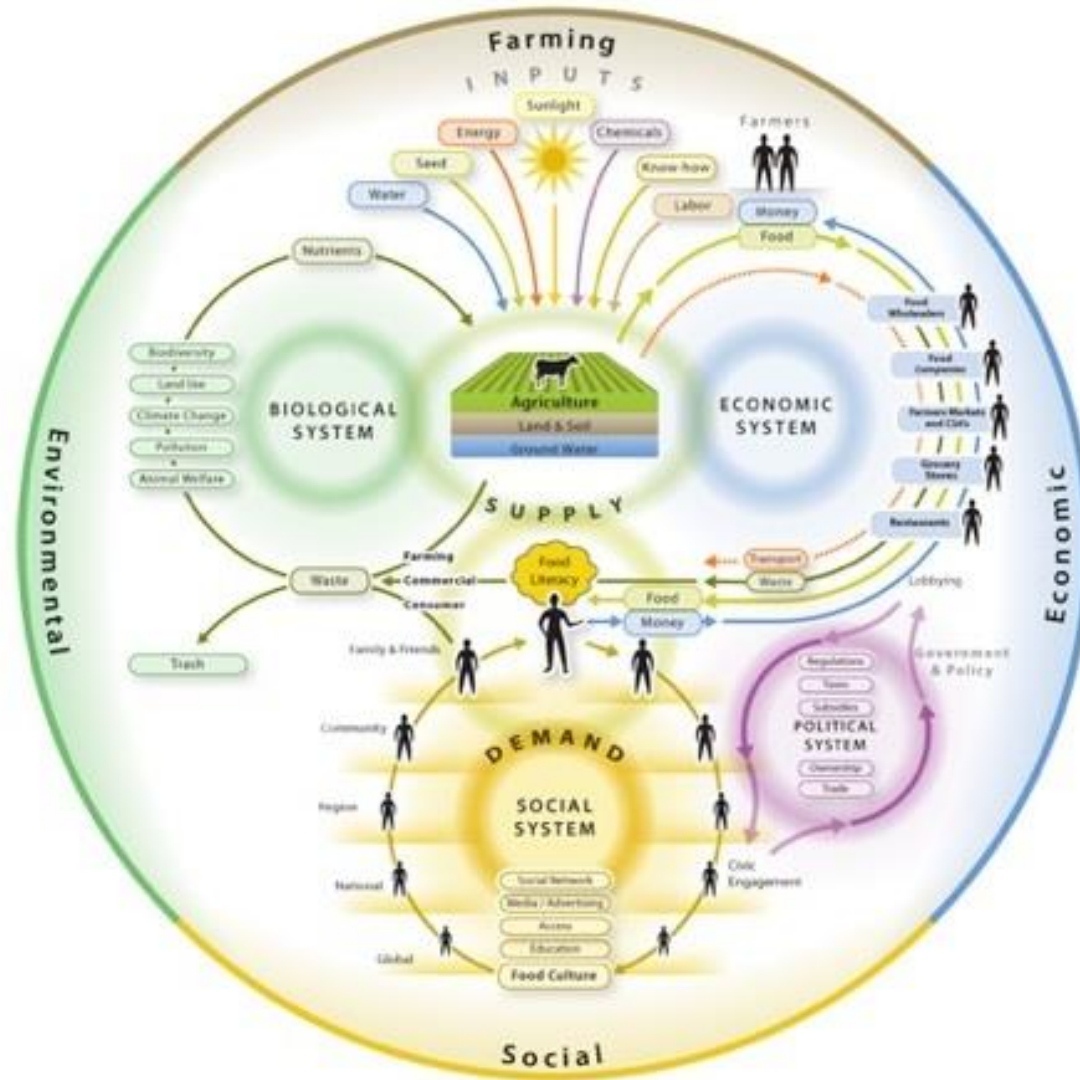 Farming
INPUTS
Sunlight
Energy
Chemicals
Seed
Know-how
Water
Labor
Farmers
Money
Food
Nutrients
Food
Wholesalers
Food
Companies
Farmers Markets
and CSA's
Grocery
Stores
Restaurants
Biodiversity
Land Use
Climate Change
Pollution
Animal Welfare
BIOLOGICAL
SYSTEM
Agriculture
Land & Soil
Ground Water
ECONOMIC
SYSTEM
Environmental
Economic
SUPPLY
Farming
Commercial
Consumer
Waste
Trash
Food
Literacy
Transport
Waste
Food
Money
Lobbying
Government
& Policy
Family & Friends
Community
Region
National
Global
DEMAND
SOCIAL
SYSTEM
Social Network
Media / Advertising
Access
Education
Food Culture
Regulations
Taxes
Subsidies
POLITICAL
SYSTEM
Ownership
Trade
Civic
Engagement
Social